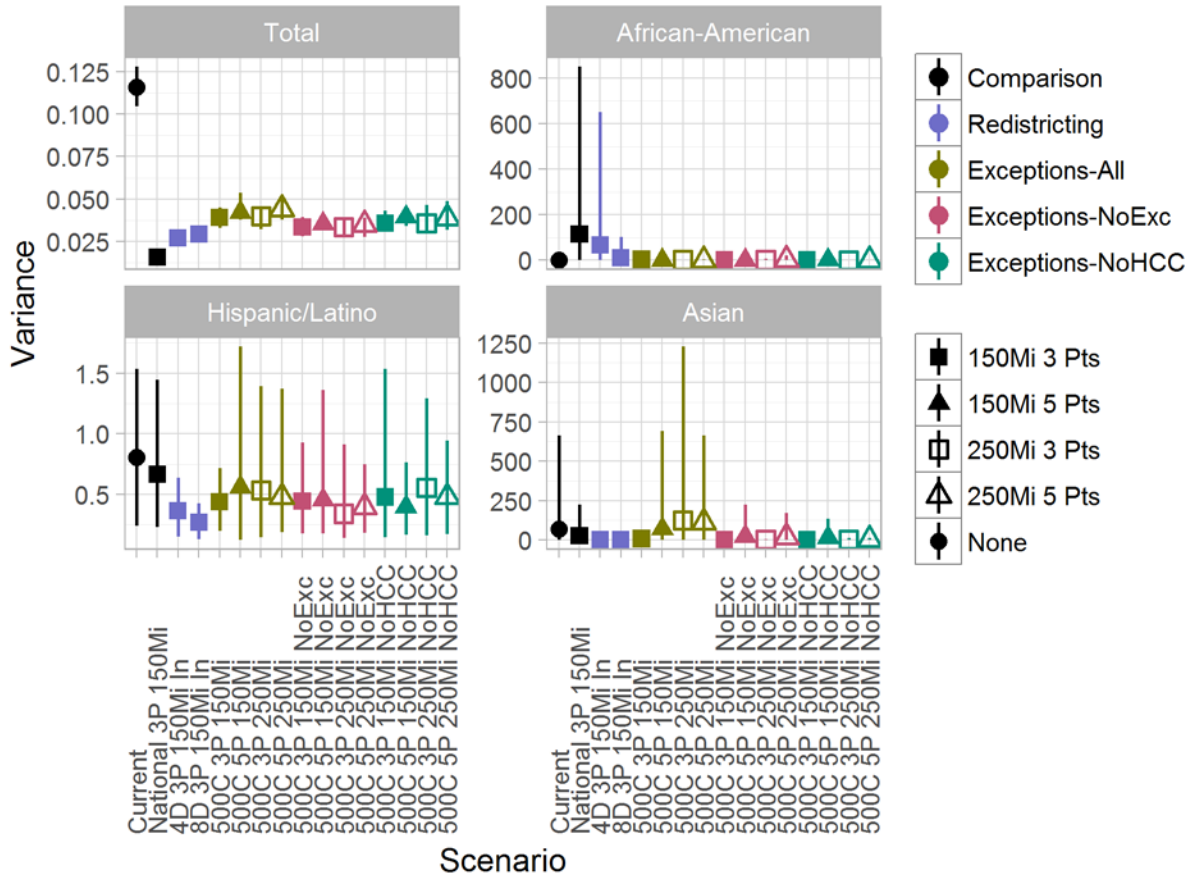 Total
African-American
Variance
0.125
0.100
0.075
0.050
0.025
800
600
400
200
0
Hispanic/Latino
Asian
1.5
1.0
0.5
1250
1000
750
500
250
0
Current
National 3P 150Mi
4D 3P 150Mi In
8D 3P 150Mi In
500C 3P 150Mi
500C 5P 150Mi
500C 3P 250Mi
500C 5P 250Mi
500C 3P 150Mi NoExc
500C 5P 150Mi NoExc
500C 3P 250Mi NoExc
500C 5P 250Mi NoExc
500C 3P 150Mi NoHCC
500C 5P 150Mi NoHCC
500C 3P 250Mi NoHCC
500C 5P 250Mi NoHCC
Current
National 3P 150Mi
4D 3P 150Mi In
8D 3P 150Mi In
500C 3P 150Mi
500C 5P 150Mi
500C 3P 250Mi
500C 5P 250Mi
500C 3P 150Mi NoExc
500C 5P 150Mi NoExc
500C 3P 250Mi NoExc
500C 5P 250Mi NoExc
500C 3P 150Mi NoHCC
500C 5P 150Mi NoHCC
500C 3P 250Mi NoHCC
500C 5P 250Mi NoHCC
Scenario
Comparison
Redistricting
Exceptions-All
Exceptions-NoExc
Exceptions-NoHCC
150Mi 3 Pts
150Mi 5 Pts
250Mi 3 Pts
250Mi 5 Pts
None